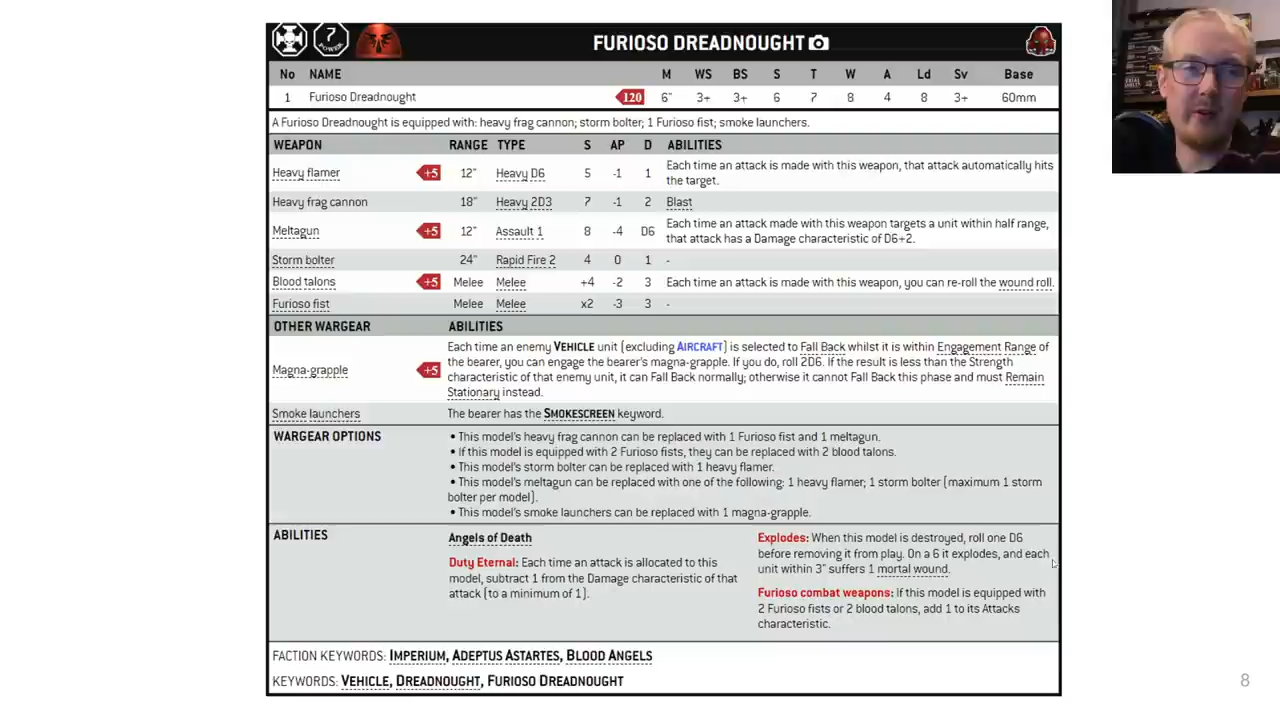 7
POWER
FURIOSO DREADNOUGHT
No NAME M WS BS S T W A Ld Sv Base
1 Furioso Dreadnought 120 6" 3+ 3+ 6 7 8 4 8 3+ 60mm
A Furioso Dreadnought is equipped with: heavy frag cannon; storm bolter; 1 Furioso fist; smoke launchers.
WEAPON RANGE TYPE S AP D ABILITIES
Heavy flamer +5 12" Heavy D6 5 -1 1 Each time an attack is made with this weapon, that attack automatically hits
the target.
Heavy frag cannon 18" Heavy 2D3 7 -1 2 Blast
Meltagun +5 12" Assault 1 8 -4 D6 Each time an attack made with this weapon targets a unit within half range,
that attack has a Damage characteristic of D6+2.
Storm bolter 24" Rapid Fire 2 4 0 1 -
Blood talons +5 Melee Melee +4 -2 3 Each time an attack is made with this weapon, you can re-roll the wound roll.
Furioso fist Melee Melee x2 -3 3 -
OTHER WARGEAR ABILITIES
Magna-grapple +5 Each time an enemy VEHICLE unit (excluding AIRCRAFT) is selected to Fall Back whilst it is within Engagement Range of
the bearer, you can engage the bearer's magna-grapple. If you do, roll 2D6. If the result is less than the Strength
characteristic of that enemy unit, it can Fall Back normally; otherwise it cannot Fall Back this phase and must Remain
Stationary instead.
Smoke launchers The bearer has the SMOKESCREEN keyword.
WARGEAR OPTIONS • This model's heavy frag cannon can be replaced with 1 Furioso fist and 1 meltagun.
• If this model is equipped with 2 Furioso fists, they can be replaced with 2 blood talons.
• This model's storm bolter can be replaced with 1 heavy flamer.
• This model's meltagun can be replaced with one of the following: 1 heavy flamer; 1 storm bolter (maximum 1 storm
bolter per model).
• This model's smoke launchers can be replaced with 1 magna-grapple.
ABILITIES
Angels of Death
Duty Eternal: Each time an attack is allocated to this
model, subtract 1 from the Damage characteristic of that
attack (to a minimum of 1).
Explodes: When this model is destroyed, roll one D6
before removing it from play. On a 6 it explodes, and each
unit within 3" suffers 1 mortal wound.
Furioso combat weapons: If this model is equipped with
2 Furioso fists or 2 blood talons, add 1 to its Attacks
characteristic.
FACTION KEYWORDS: IMPERIUM, ADEPTUS ASTARTES, BLOOD ANGELS
KEYWORDS: VEHICLE, DREADNOUGHT, FURIOSO DREADNOUGHT
8